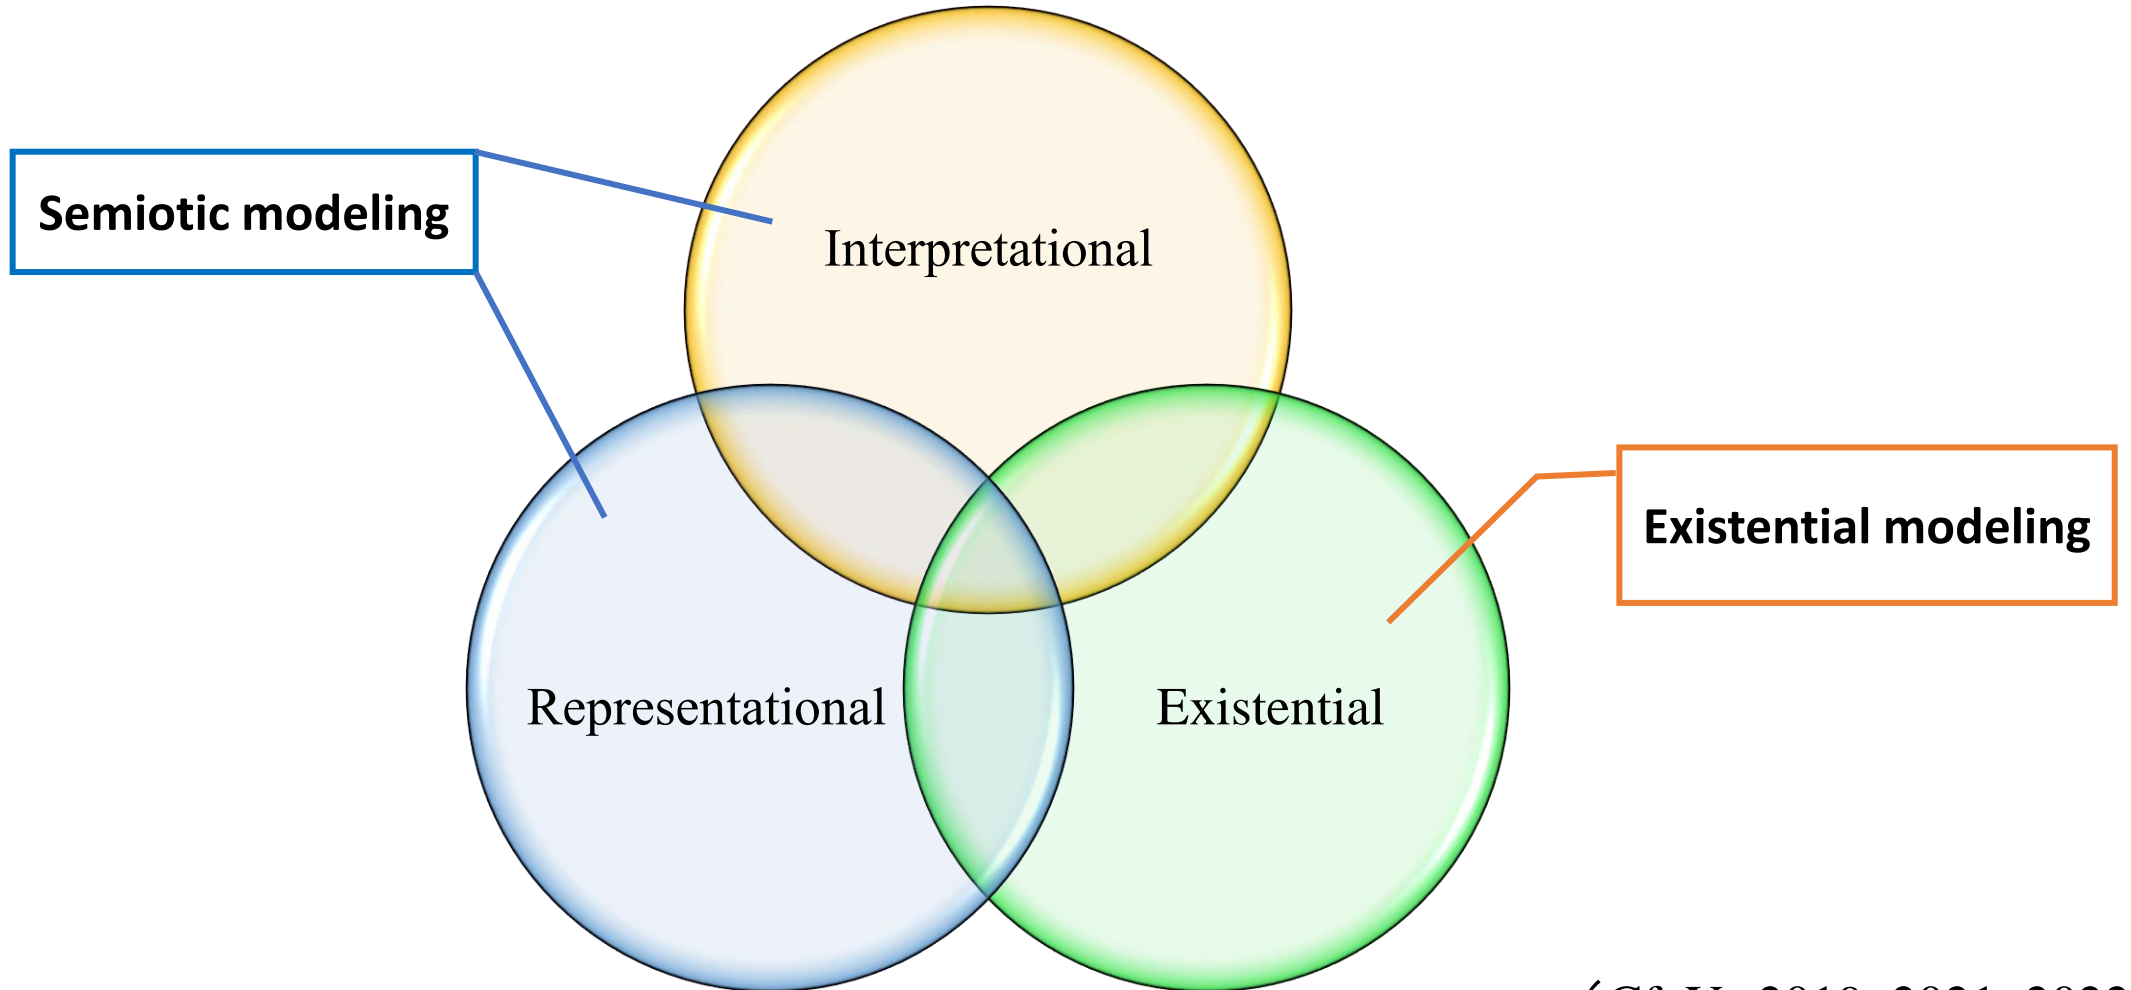 Semiotic modeling
Interpretational
Existential modeling
Representational
Existential